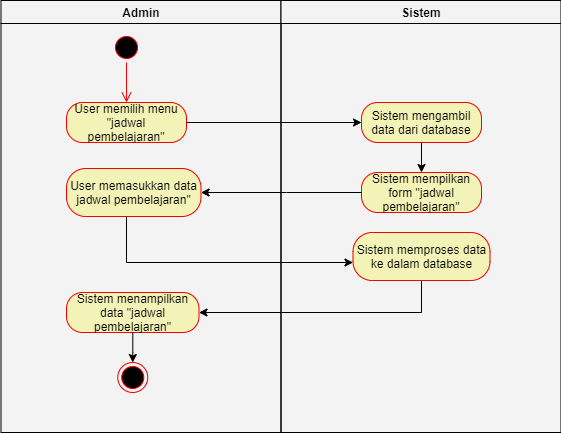 Admin
Sistem
User memilih menu
"jadwal
pembelajaran"
Sistem mengambil
data dari database
Sistem mempilkan
form "jadwal
pembelajaran"
User memasukkan data
jadwal pembelajaran"
Sistem memproses data
ke dalam database
Sistem menampilkan
data "jadwal
pembelajaran"